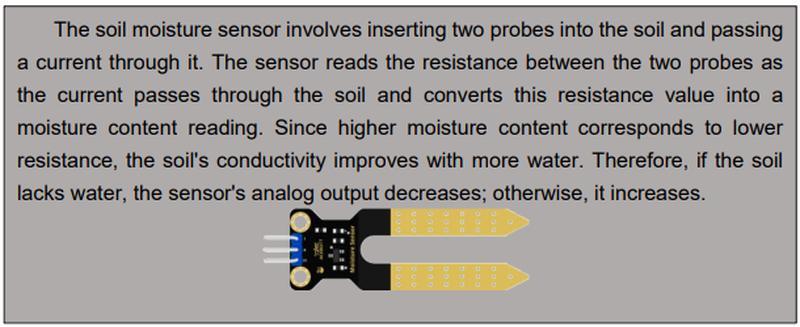 The soil moisture sensor involves inserting two probes into the soil and passing
a current through it. The sensor reads the resistance between the two probes as
the current passes through the soil and converts this resistance value into a
moisture content reading. Since higher moisture content corresponds to lower
resistance, the soil's conductivity improves with more water. Therefore, if the soil
lacks water, the sensor's analog output decreases; otherwise, it increases.
Moisture Sensor